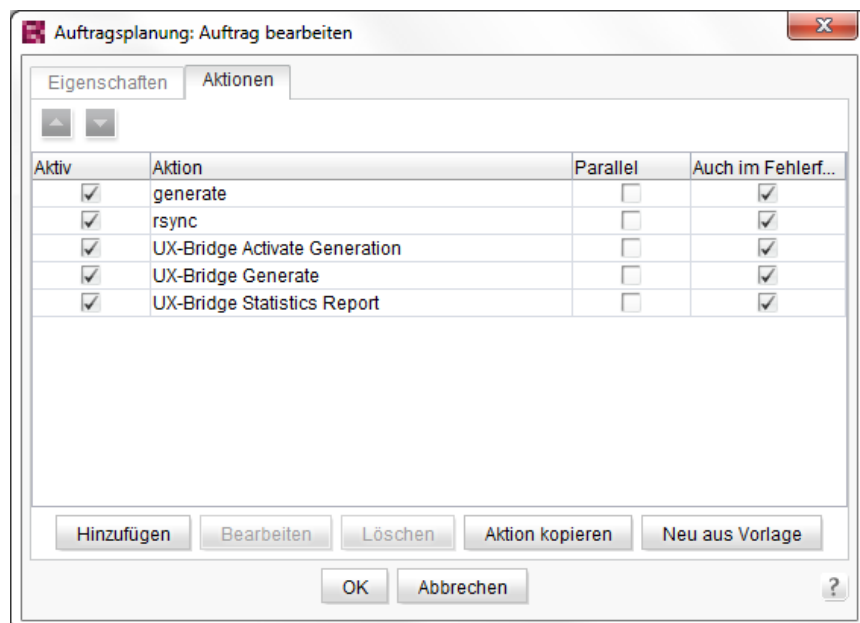 Auftragsplanung: Auftrag bearbeiten
Eigenschaften Aktionen
Aktiv Aktion Parallel Auch im Fehlerf...
generate
rsync
UX-Bridge Activate Generation
UX-Bridge Generate
UX-Bridge Statistics Report
Hinzufügen Bearbeiten Löschen Aktion kopieren Neu aus Vorlage
OK Abbrechen ?